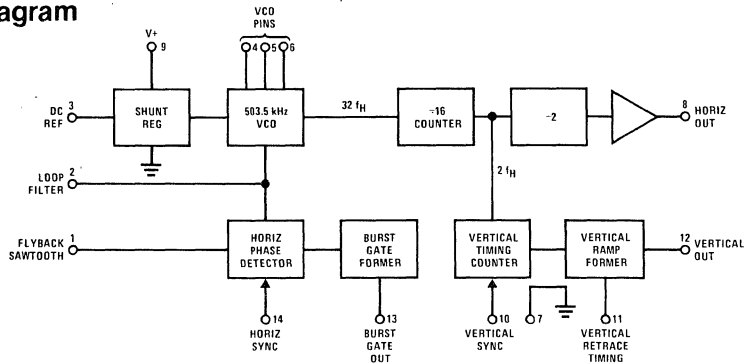 agram
V+
9
VCO
PINS
4 5 6
3
DC
REF
SHUNT
REG
503.5 kHz
VCO
32 fH
÷16
COUNTER
÷2
8
HORIZ
OUT
2
LOOP
FILTER
2 fH
1
FLYBACK
SAWTOOTH
HORIZ
PHASE
DETECTOR
BURST
GATE
FORMER
VERTICAL
TIMING
COUNTER
VERTICAL
RAMP
FORMER
12
VERTICAL
OUT
14
HORIZ
SYNC
13
BURST
GATE
OUT
10
VERTICAL
SYNC
7
11
VERTICAL
RETRACE
TIMING